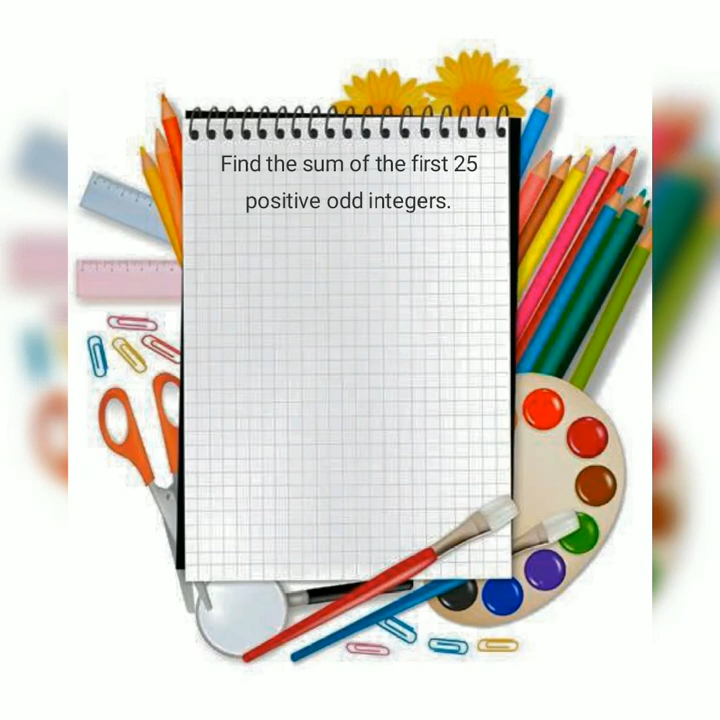 Find the sum of the first 25
positive odd integers.